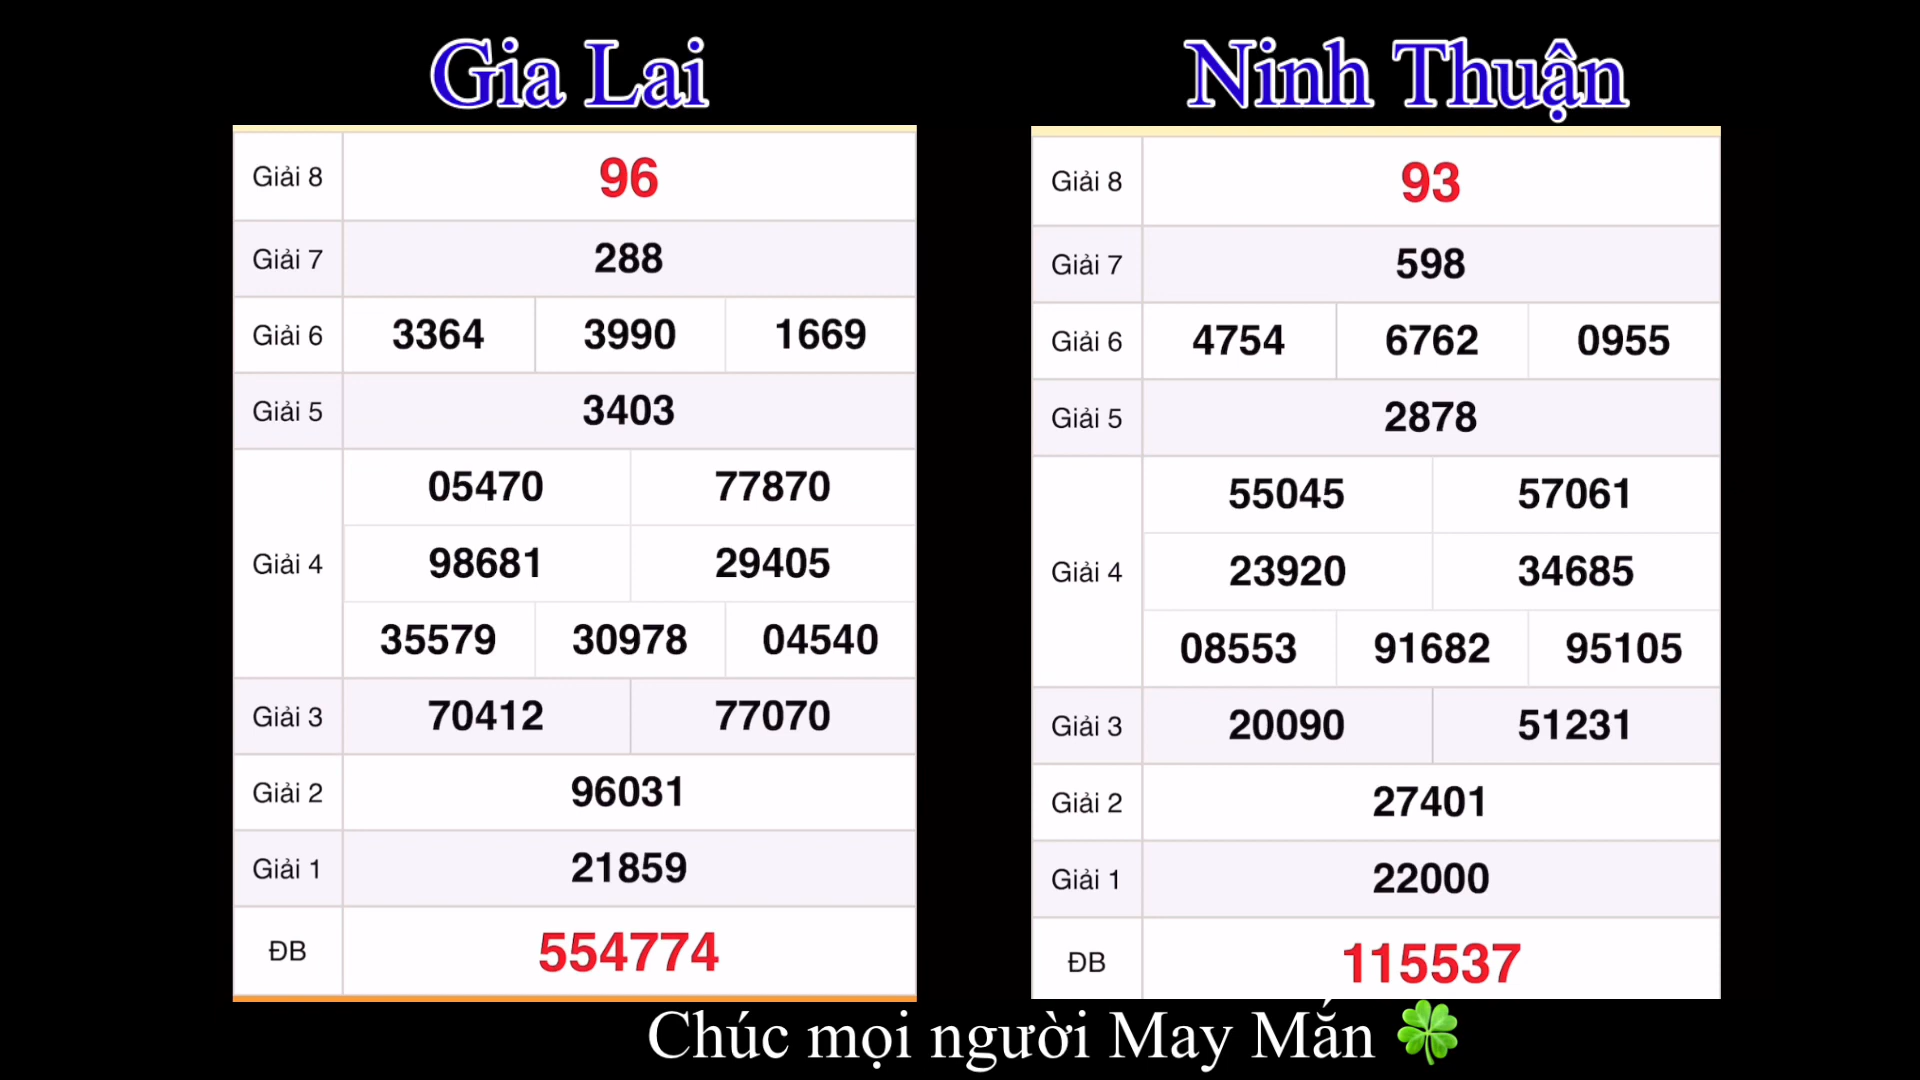 Gia Lai
Giải 8 96
Giải 7 288
Giải 6 3364 3990 1669
Giải 5 3403
Giải 4 05470 77870
98681 29405
35579 30978 04540
Giải 3 70412 77070
Giải 2 96031
Giải 1 21859
ĐB 554774
Ninh Thuận
Giải 8 93
Giải 7 598
Giải 6 4754 6762 0955
Giải 5 2878
Giải 4 55045 57061
23920 34685
08553 91682 95105
Giải 3 20090 51231
Giải 2 27401
Giải 1 22000
ĐB 115537
Chúc mọi người May Mắn 🍀